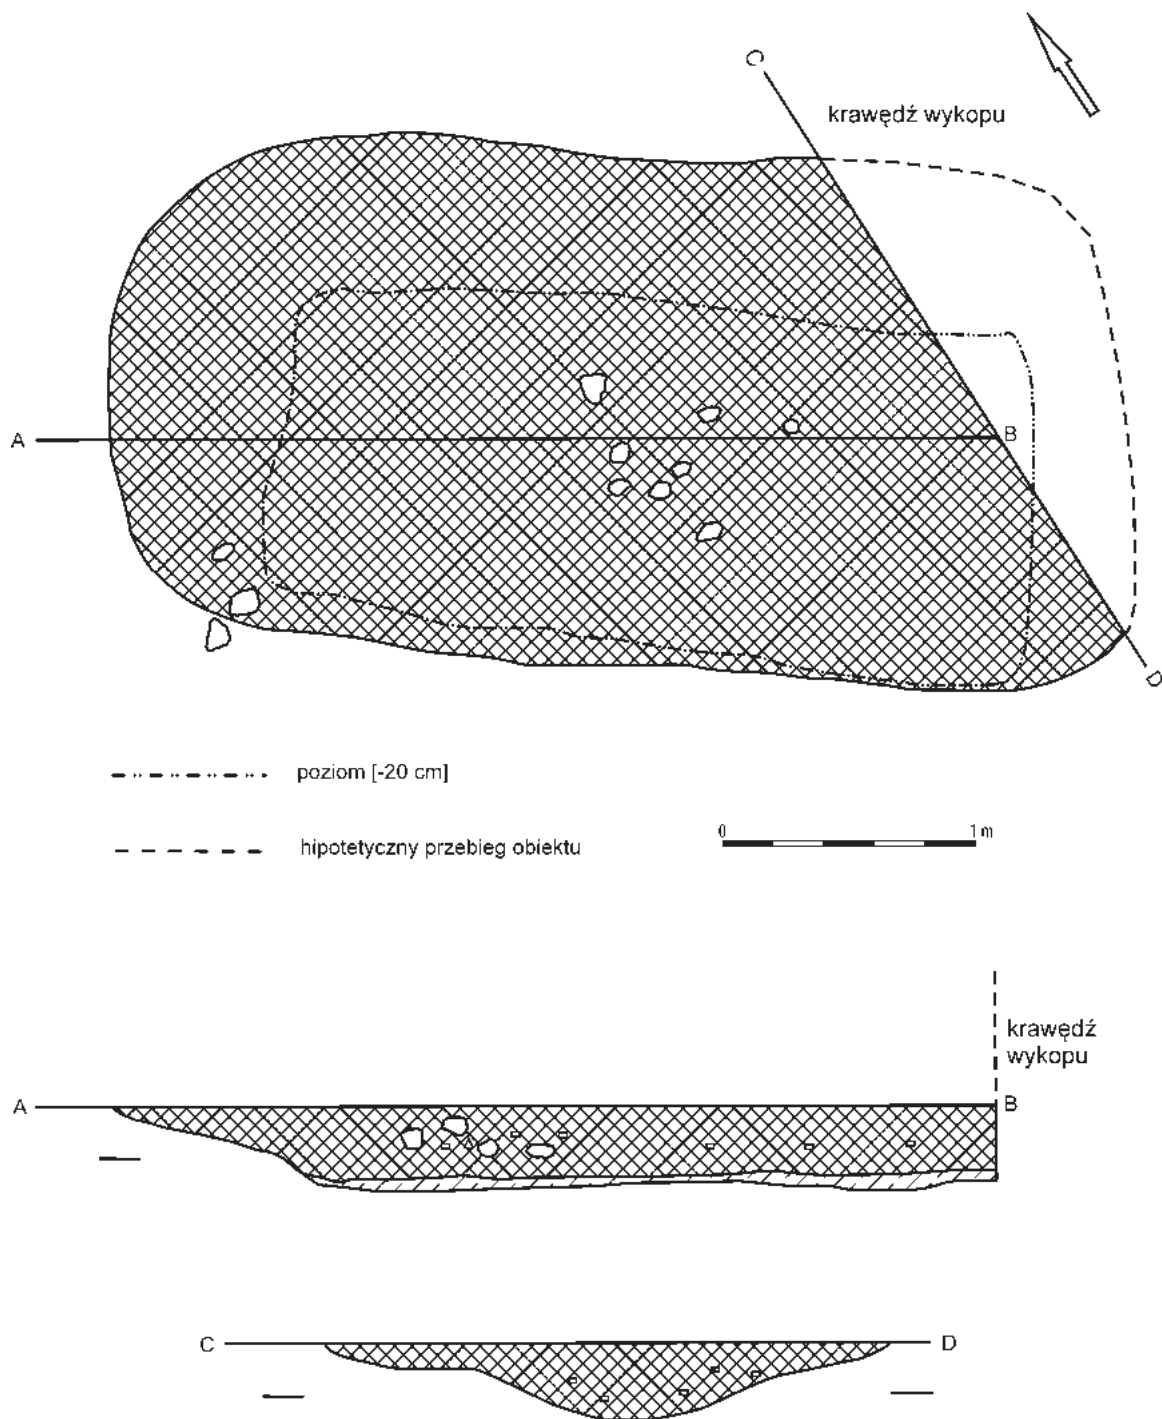 C
krawędź wykopu
A
B
D
poziom [-20 cm]
0 1 m
hipotetyczny przebieg obiektu
krawędź
wykopu
A
B
C
D